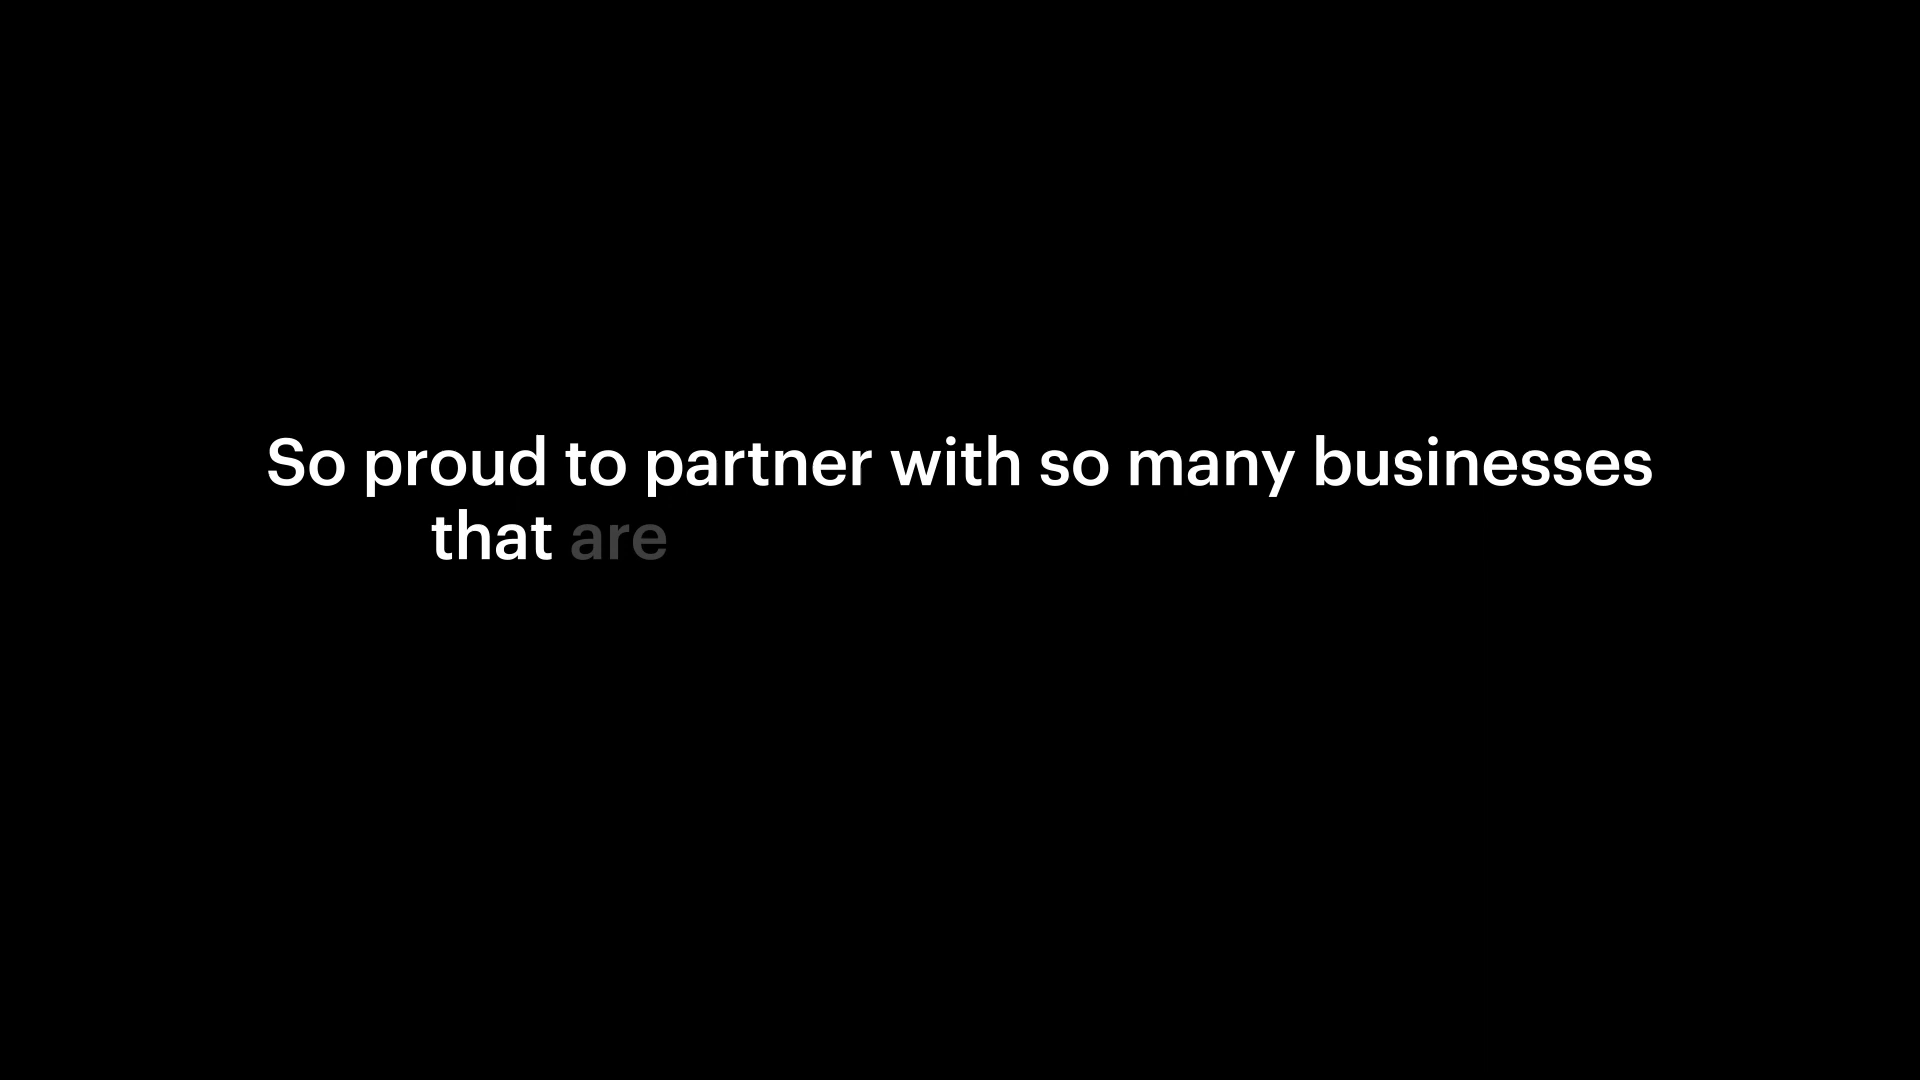 So proud to partner with so many businesses
that are